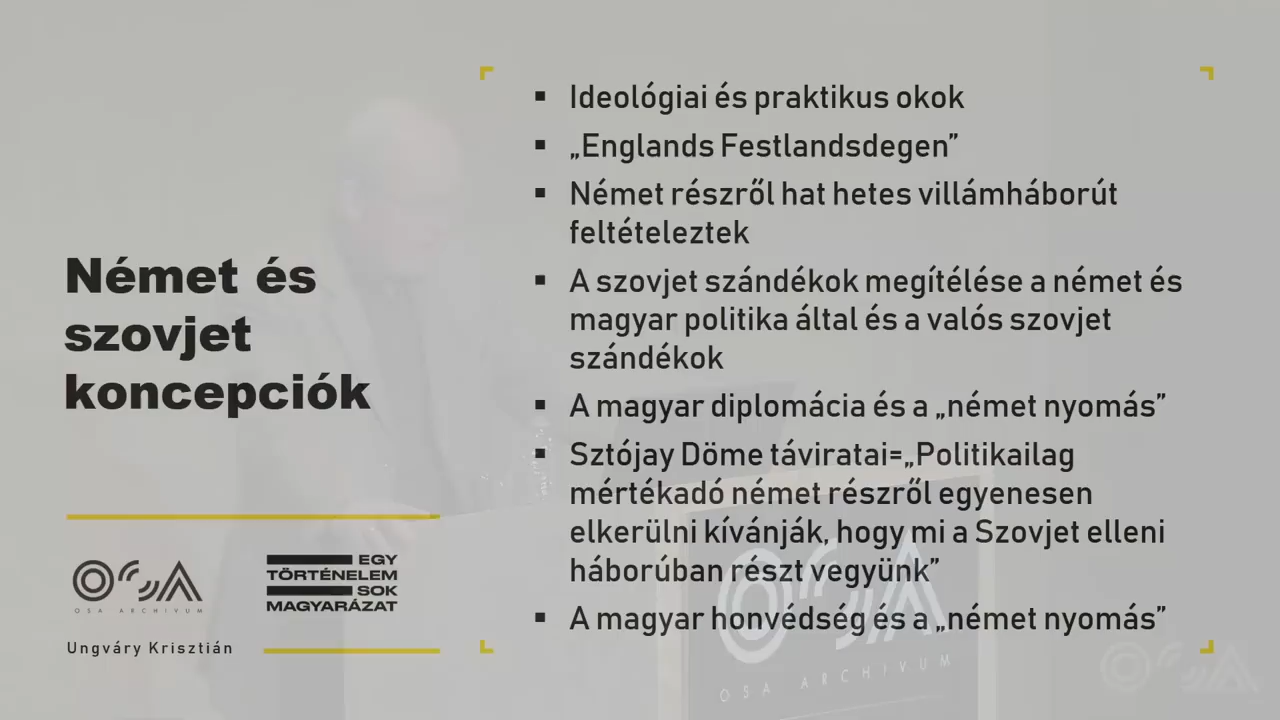 Német és
szovjet
koncepciók
▪ Ideológiai és praktikus okok
▪ „Englands Festlandsdegen”
▪ Német részről hat hetes villámháborút
feltételeztek
▪ A szovjet szándékok megítélése a német és
magyar politika által és a valós szovjet
szándékok
▪ A magyar diplomácia és a „német nyomás”
▪ Sztójay Döme táviratai=„Politikailag
mértékadó német részről egyenesen
elkerülni kívánják, hogy mi a Szovjet elleni
háborúban részt vegyünk”
▪ A magyar honvédség és a „német nyomás”
OSA ARCHIVUM
EGY
TÖRTÉNELEM
SOK
MAGYARÁZAT
Ungváry Krisztián
OSA ARCHIVUM